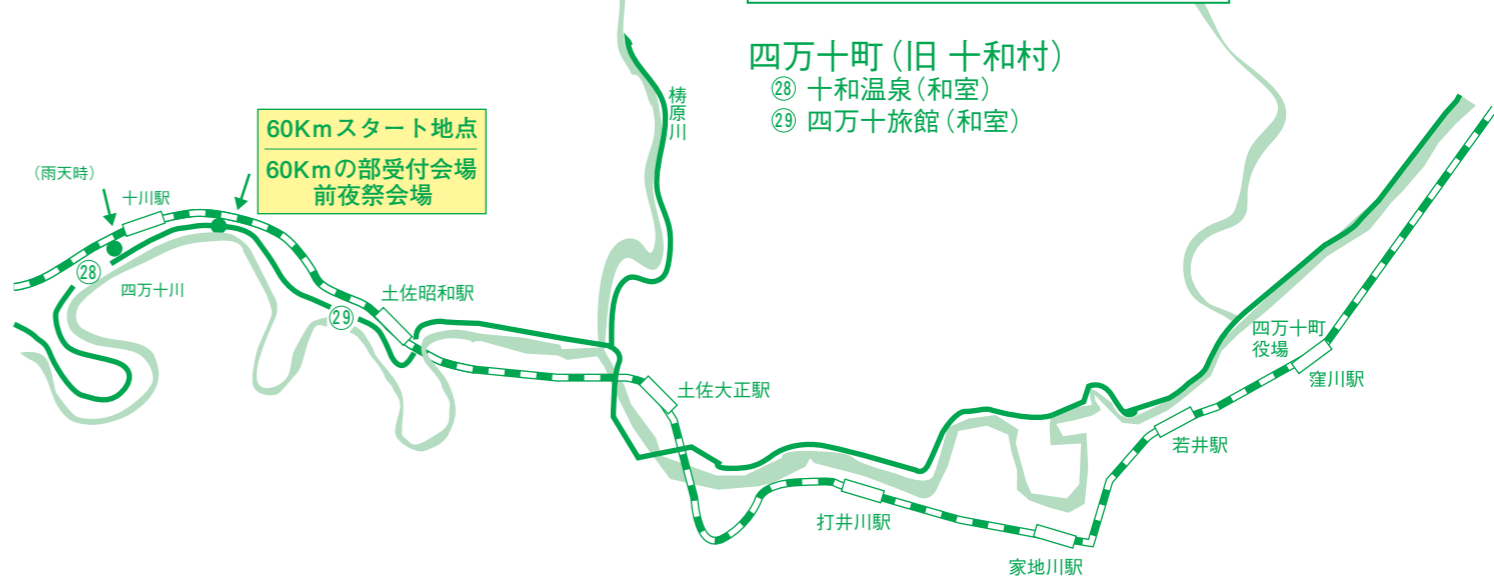 四万十町（旧 十和村）
㉘ 十和温泉（和室）
㉙ 四万十旅館（和室）
梼原川
60Kmスタート地点
60Kmの部受付会場
前夜祭会場
（雨天時）
十川駅
㉘
四万十川
土佐昭和駅
㉙
土佐大正駅
四万十町
役場
窪川駅
若井駅
打井川駅
家地川駅